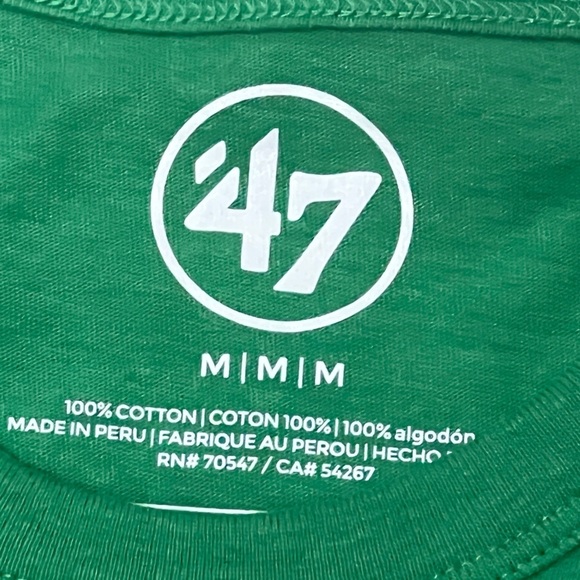 '47
M|M|M
100% COTTON | COTON 100% | 100% algodón
MADE IN PERU | FABRIQUE AU PEROU | HECHO
RN# 70547 / CA# 54267